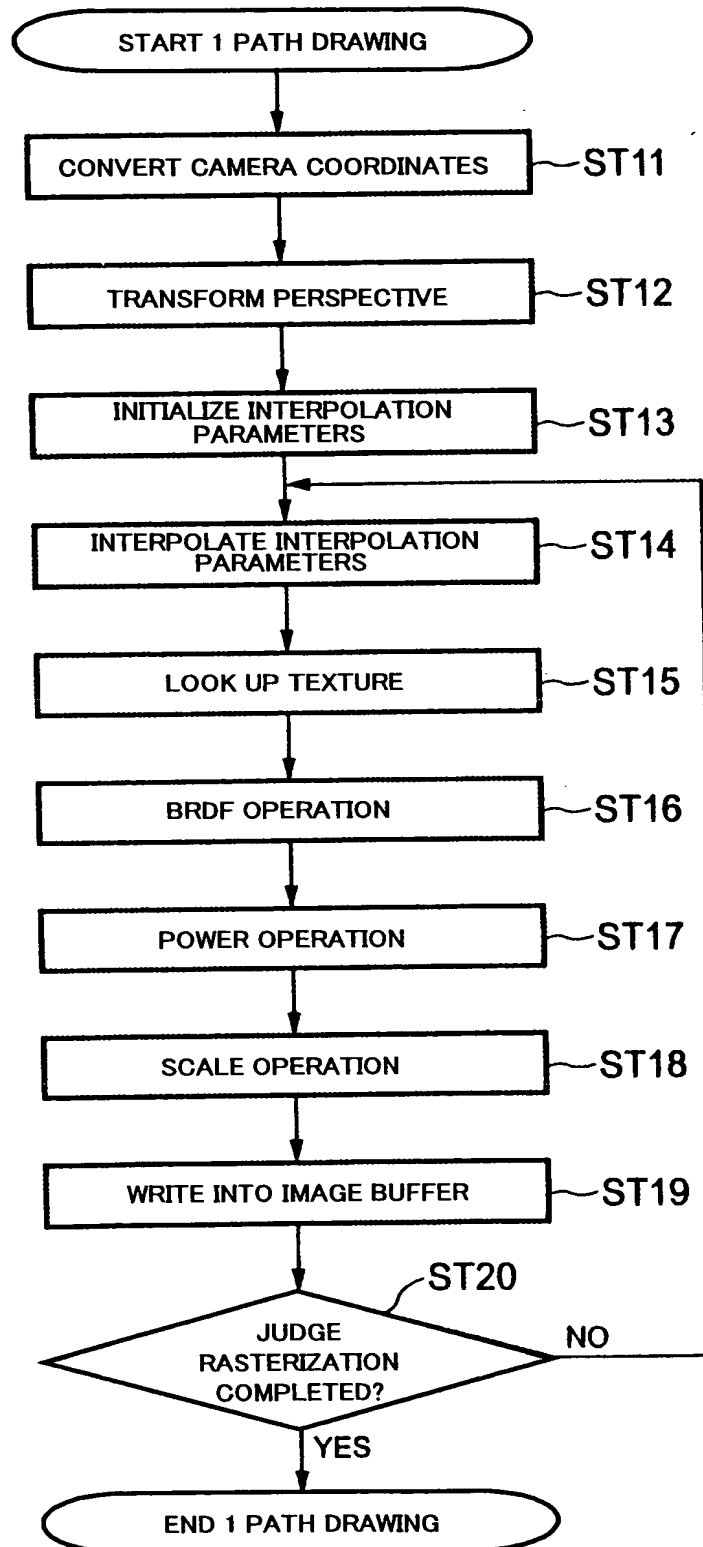 START 1 PATH DRAWING
CONVERT CAMERA COORDINATES
ST11
TRANSFORM PERSPECTIVE
ST12
INITIALIZE INTERPOLATION
PARAMETERS
ST13
INTERPOLATE INTERPOLATION
PARAMETERS
ST14
LOOK UP TEXTURE
ST15
BRDF OPERATION
ST16
POWER OPERATION
ST17
SCALE OPERATION
ST18
WRITE INTO IMAGE BUFFER
ST19
ST20
JUDGE
RASTERIZATION
COMPLETED?
NO
YES
END 1 PATH DRAWING